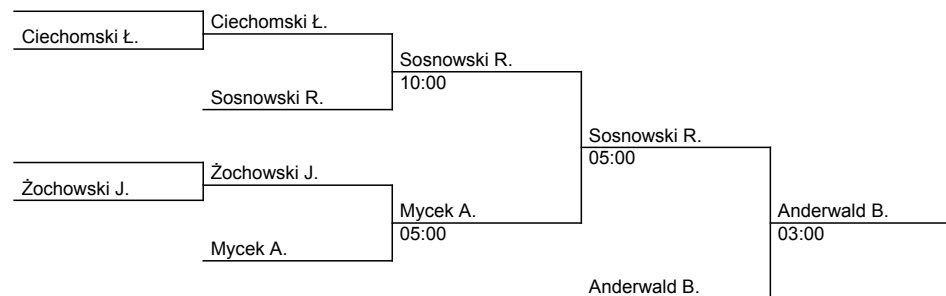 Ciechomski Ł.
Ciechomski Ł.
Sosnowski R.
10:00
Sosnowski R.
Sosnowski R.
05:00
Żochowski J.
Żochowski J.
Mycek A.
05:00
Anderwald B.
03:00
Mycek A.
Anderwald B.